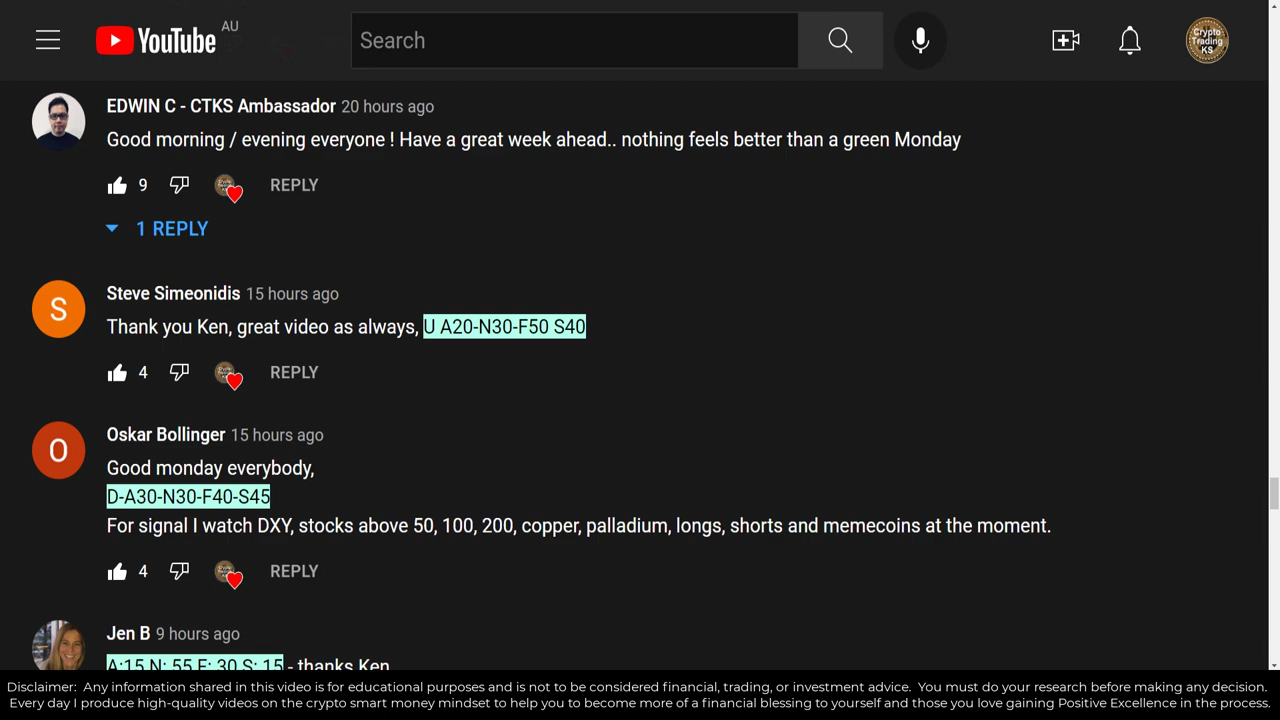 AU
YouTube
Search
Crypto
Trading
KS
EDWIN C - CTKS Ambassador 20 hours ago
Good morning / evening everyone ! Have a great week ahead.. nothing feels better than a green Monday
9 REPLY
1 REPLY
S
Steve Simeonidis 15 hours ago
Thank you Ken, great video as always, U A20-N30-F50 S40
4 REPLY
O
Oskar Bollinger 15 hours ago
Good monday everybody,
D-A30-N30-F40-S45
For signal I watch DXY, stocks above 50, 100, 200, copper, palladium, longs, shorts and memecoins at the moment.
4 REPLY
Jen B 9 hours ago
A:15 N: 55 F: 30 S: 15 - thanks Ken
Disclaimer: Any information shared in this video is for educational purposes and is not to be considered financial, trading, or investment advice. You must do your research before making any decision.
Every day I produce high-quality videos on the crypto smart money mindset to help you to become more of a financial blessing to yourself and those you love gaining Positive Excellence in the process.